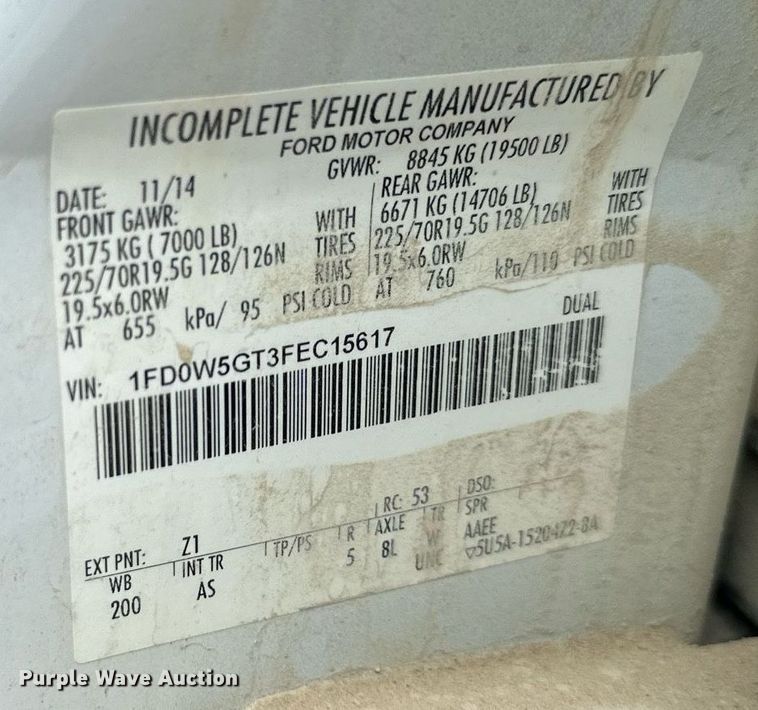 INCOMPLETE VEHICLE MANUFACTURED BY
FORD MOTOR COMPANY
GVWR: 8845 KG (19500 LB)
DATE: 11/14
FRONT GAWR:
3175 KG ( 7000 LB) WITH
225/70R19.5G 128/126N TIRES
19.5x6.0RW RIMS
AT 655 kPa/ 95 PSI COLD
REAR GAWR:
6671 KG (14706 LB) WITH
225/70R19.5G 128/126N TIRES
19.5x6.0RW RIMS
AT 760 kPa/110 PSI COLD
DUAL
VIN: 1FD0W5GT3FEC15617
EXT PNT: Z1 RC: 53 DSO:
WB INT TR TP/PS R AXLE TR SPR
200 AS 5 8L W AAEE
UNC 5U5A-1520472-BA
Purple Wave Auction